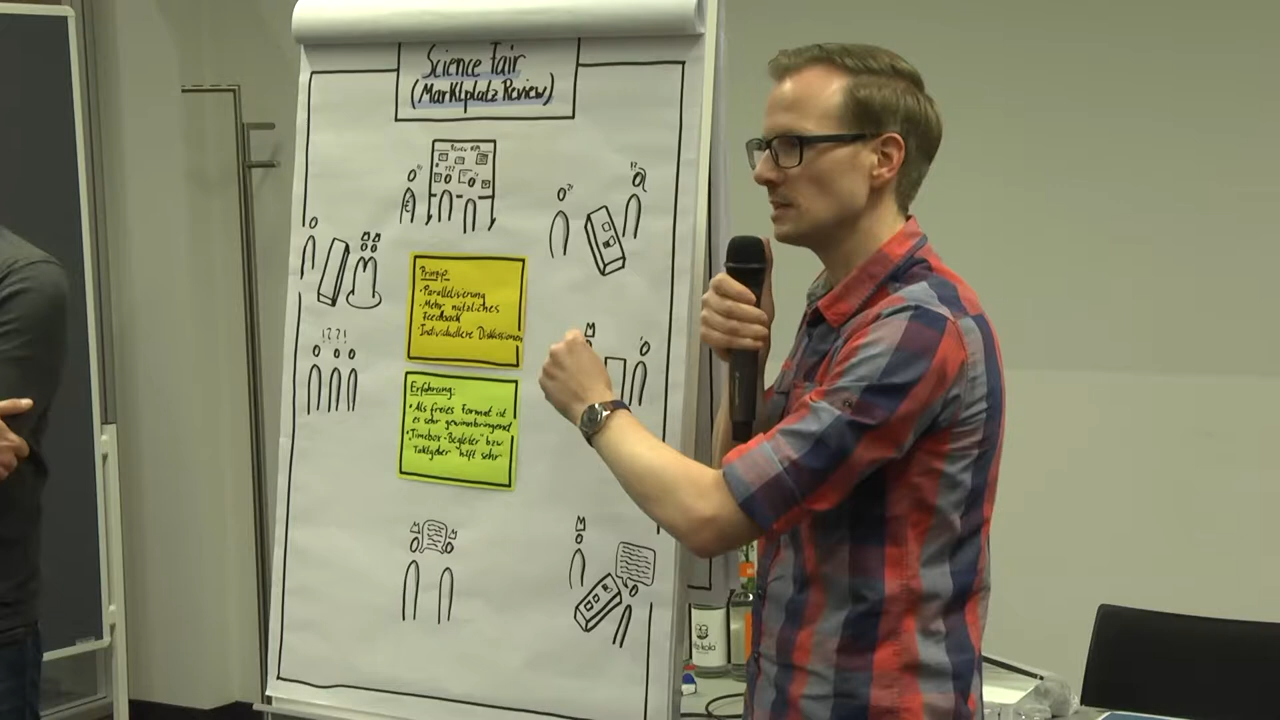 Science Fair
(Marktplatz Review)
Prinzip:
• Parallelisierung
• Mehr nützliches
Feedback
• Individuellere Diskussionen
Erfahrung:
• Als freies Format ist
es sehr gewinnbringend
• "Timebox-Begleiter" bzw
Taktgeber hilft sehr